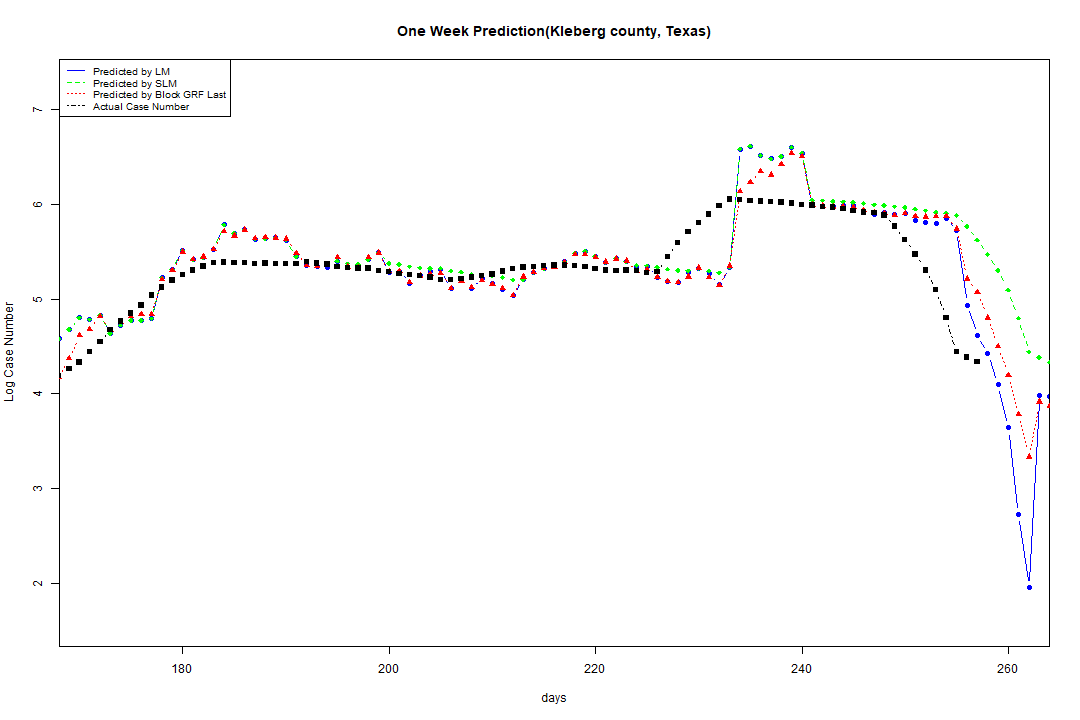 One Week Prediction(Kleberg county, Texas)
Predicted by LM
Predicted by SLM
Predicted by Block GRF Last
Actual Case Number
7
6
5
4
3
2
Log Case Number
180
200
220
240
260
days